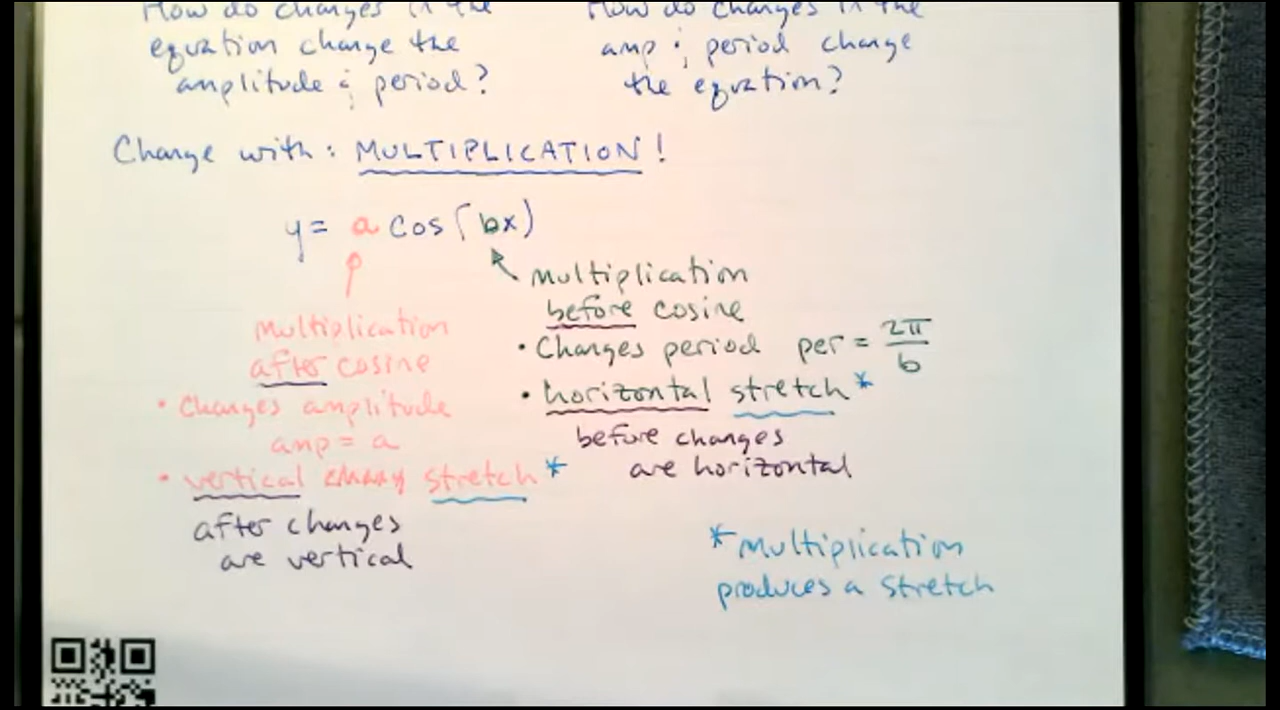 How do changes in the
equation change the
amplitude & period?
How do changes in the
amp & period change
the equation?
Change with: MULTIPLICATION!
y = a cos(bx)
multiplication
after cosine
• Changes amplitude
amp = a
• vertical stretch*
after changes
are vertical
multiplication
before cosine
• Changes period per = 2π/b
• horizontal stretch*
before changes
are horizontal
*multiplication
produces a stretch